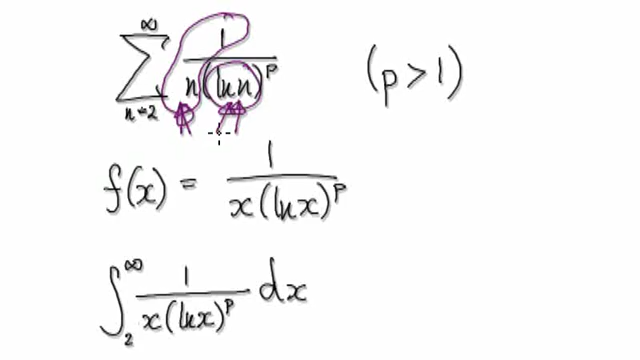 ∑_{n=2}^{∞} 1/(n(ln n)^p) (p > 1)
f(x) = 1/(x(ln x)^p)
∫_2^∞ 1/(x(ln x)^p) dx